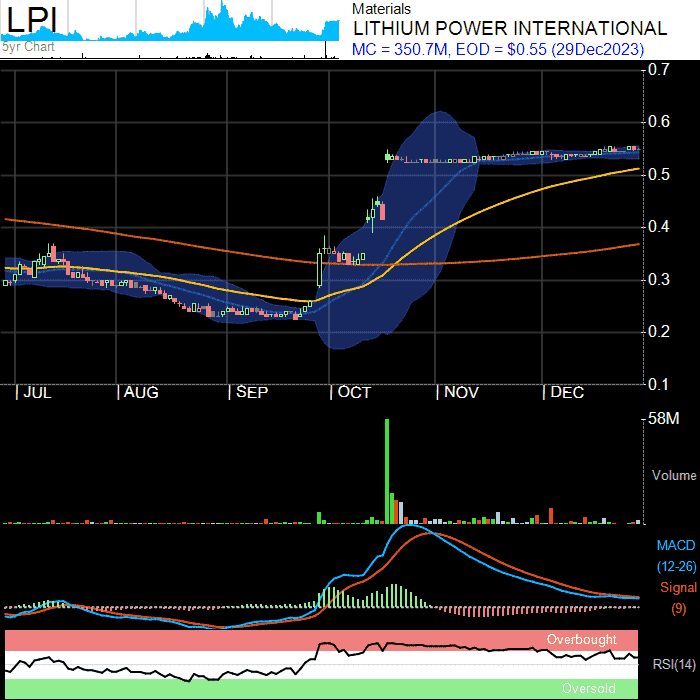 LPI
5yr Chart
Materials
LITHIUM POWER INTERNATIONAL
MC = 350.7M, EOD = $0.55 (29Dec2023)
0.7
0.6
0.5
0.4
0.3
0.2
0.1
JUL AUG SEP OCT NOV DEC
58M
Volume
MACD
(12-26)
Signal
(9)
Overbought
RSI(14)
Oversold